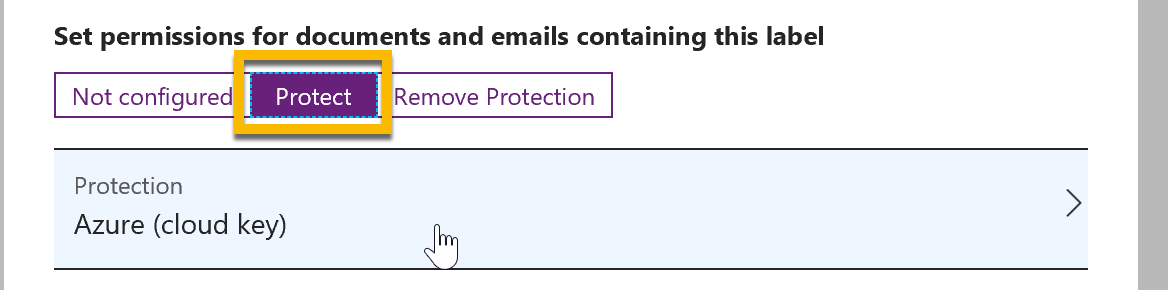 Set permissions for documents and emails containing this label
Not configured Protect Remove Protection
Protection
Azure (cloud key)